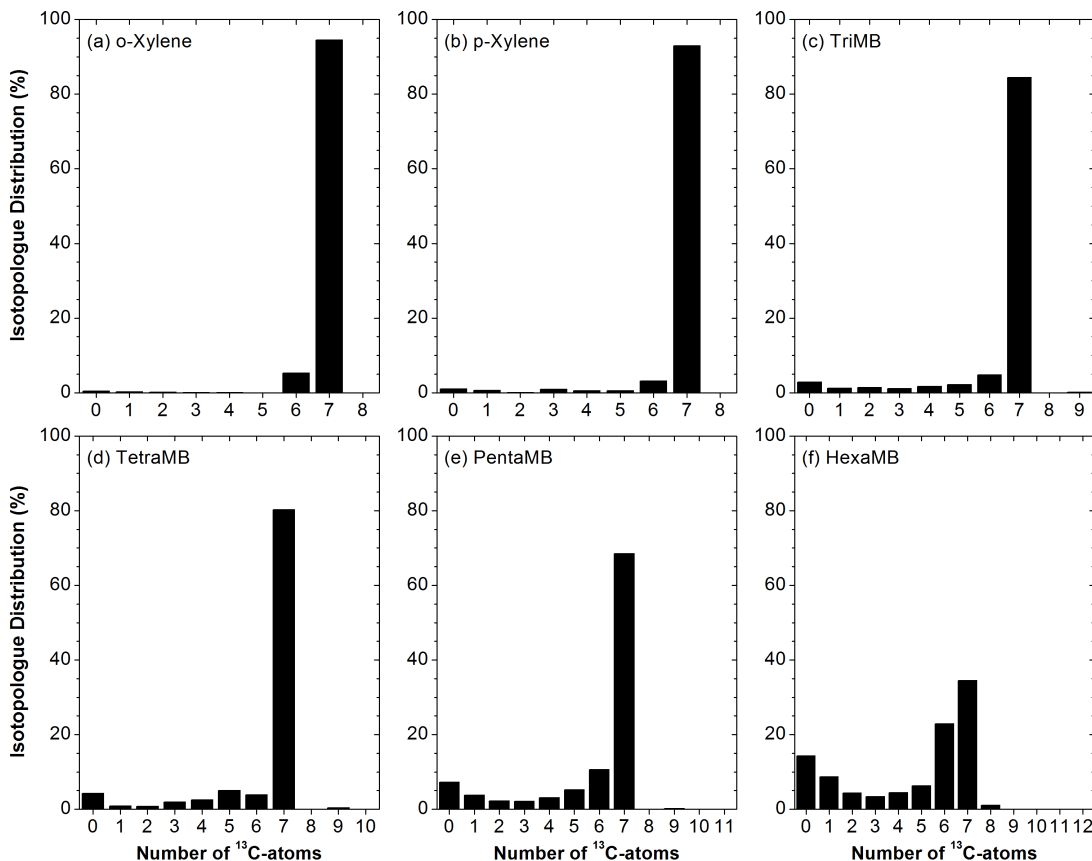 (a) o-Xylene
(b) p-Xylene
(c) TriMB
Isotopologue Distribution (%)
100
80
60
40
20
0
0 1 2 3 4 5 6 7 8
100
80
60
40
20
0
0 1 2 3 4 5 6 7 8
100
80
60
40
20
0
0 1 2 3 4 5 6 7 8 9
(d) TetraMB
(e) PentaMB
(f) HexaMB
Isotopologue Distribution (%)
100
80
60
40
20
0
0 1 2 3 4 5 6 7 8 9 10
Number of ¹³C-atoms
100
80
60
40
20
0
0 1 2 3 4 5 6 7 8 9 10 11
Number of ¹³C-atoms
100
80
60
40
20
0
0 1 2 3 4 5 6 7 8 9 10 11 12
Number of ¹³C-atoms